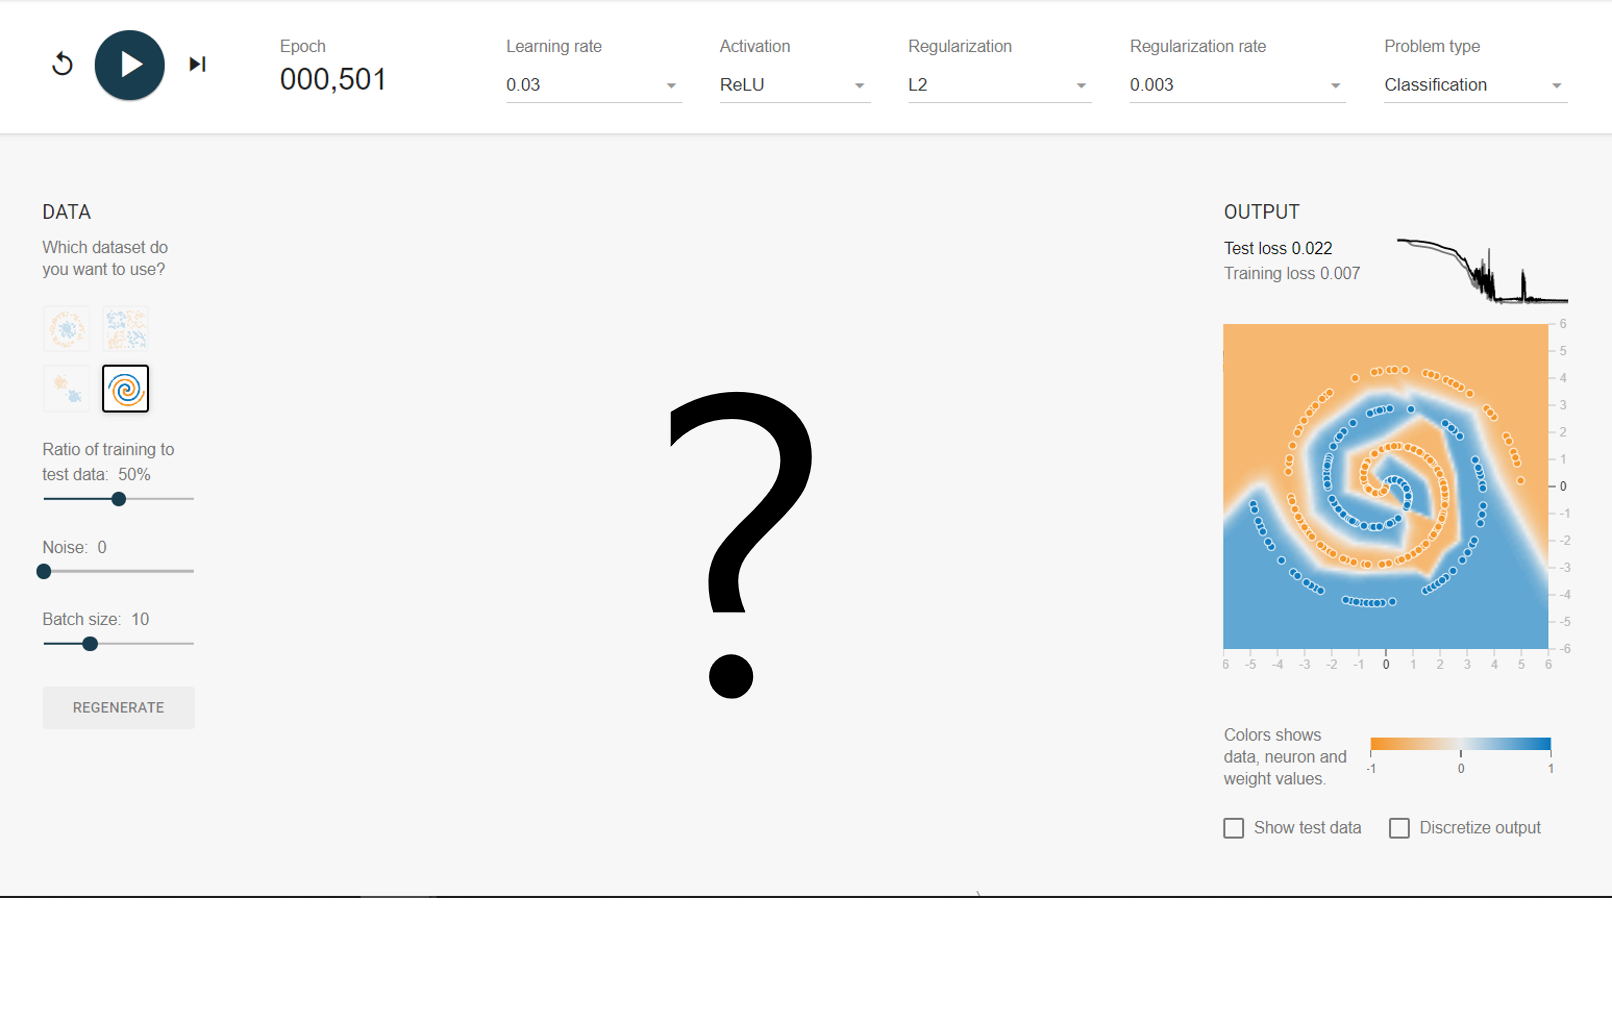 Epoch
000,501
Learning rate
0.03
Activation
ReLU
Regularization
L2
Regularization rate
0.003
Problem type
Classification
DATA
Which dataset do
you want to use?
Ratio of training to
test data: 50%
Noise: 0
Batch size: 10
REGENERATE
?
OUTPUT
Test loss 0.022
Training loss 0.007
6
5
4
3
2
1
0
-1
-2
-3
-4
-5
-6
6 -5 -4 -3 -2 -1 0 1 2 3 4 5 6
Colors shows
data, neuron and
weight values.
-1 0 1
Show test data
Discretize output